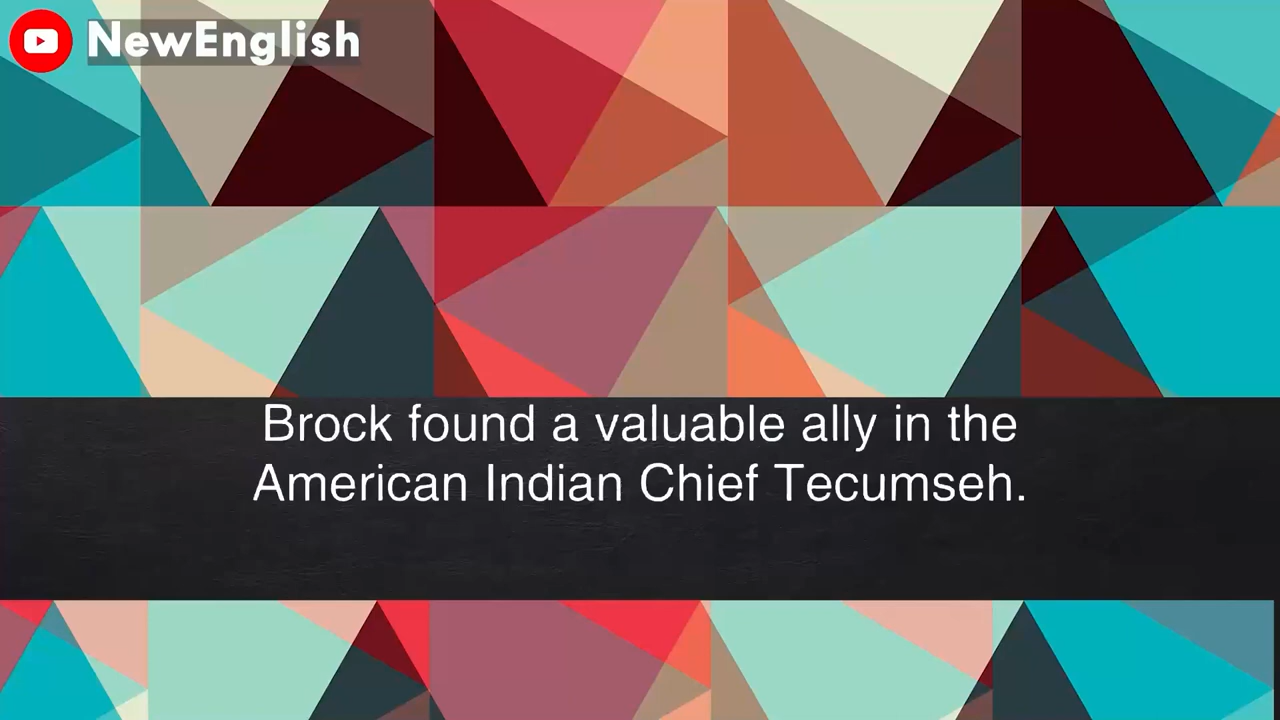 NewEnglish
Brock found a valuable ally in the
American Indian Chief Tecumseh.